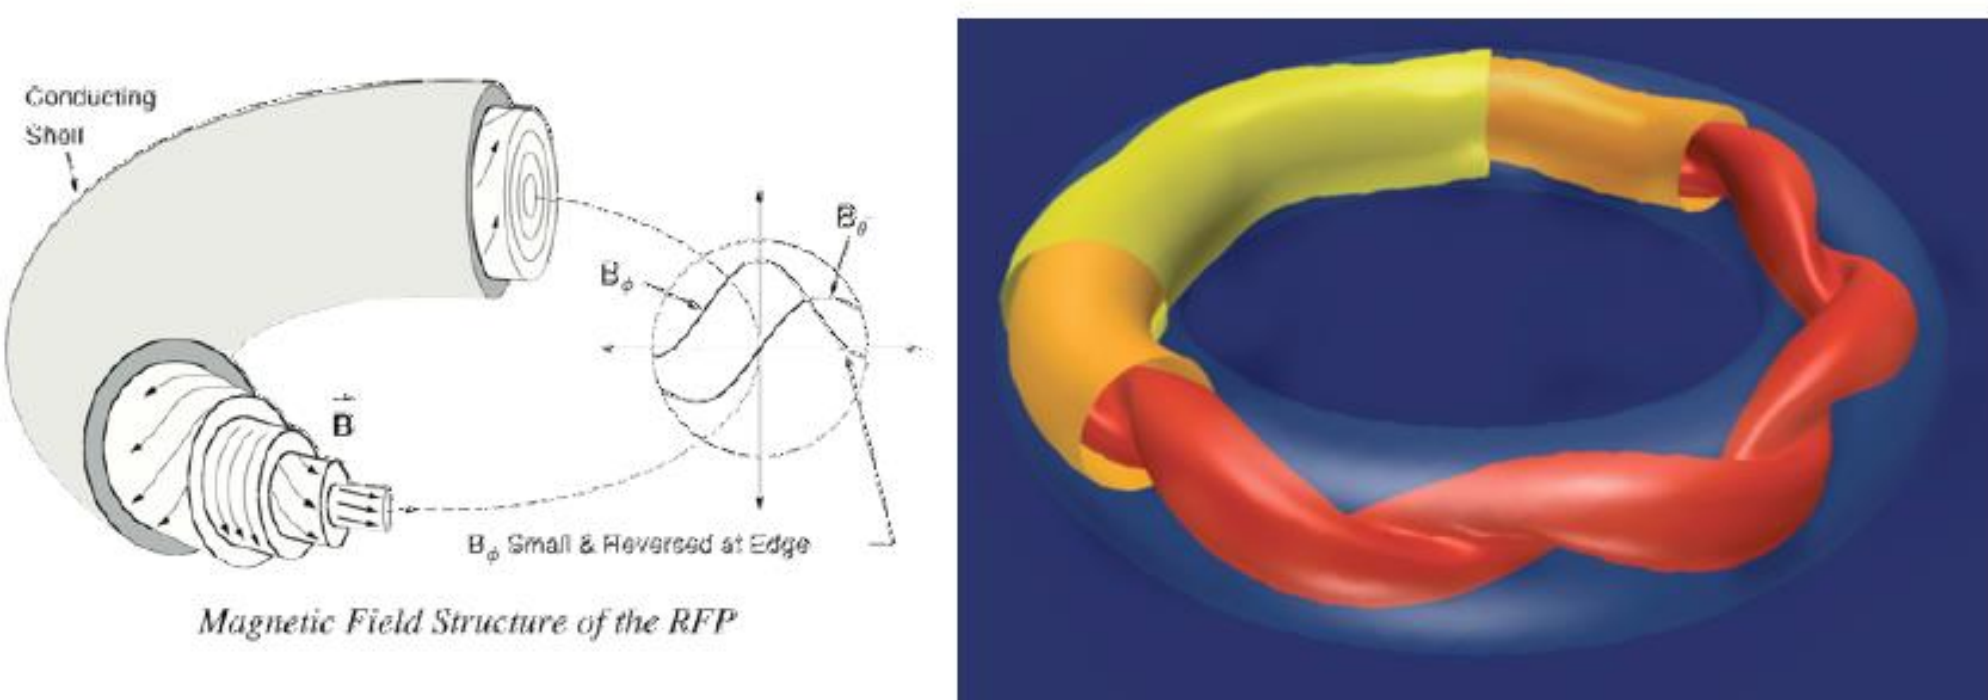 Conducting
Shell
B_θ
B_ϕ
B⃗
B_ϕ Small & Reversed at Edge
Magnetic Field Structure of the RFP